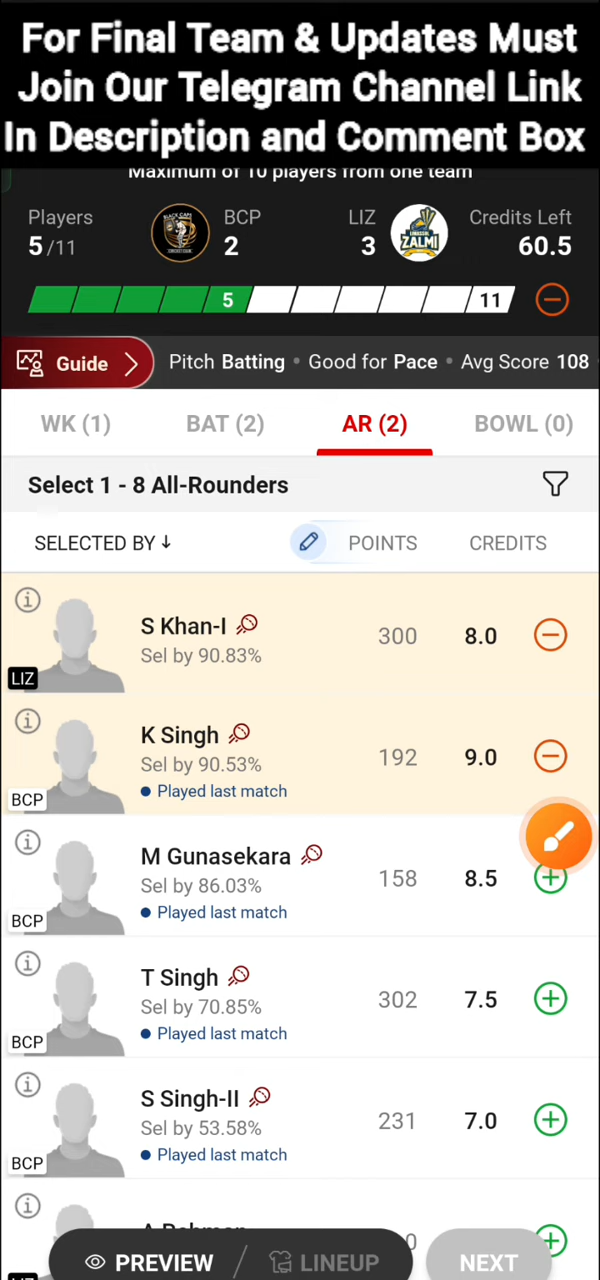 For Final Team & Updates Must
Join Our Telegram Channel Link
In Description and Comment Box
Maximum of 10 players from one team
Players BCP LIZ Credits Left
5/11 2 3 60.5
BLACK CAPS
ZALMI
5 11
Guide Pitch Batting • Good for Pace • Avg Score 108
WK (1) BAT (2) AR (2) BOWL (0)
Select 1 - 8 All-Rounders
SELECTED BY ↓ POINTS CREDITS
S Khan-I
Sel by 90.83%
300 8.0
LIZ
K Singh
Sel by 90.53%
192 9.0
Played last match
BCP
M Gunasekara
Sel by 86.03%
158 8.5
Played last match
BCP
T Singh
Sel by 70.85%
302 7.5
Played last match
BCP
S Singh-II
Sel by 53.58%
231 7.0
Played last match
BCP
A Rehman
0
PREVIEW / LINEUP NEXT